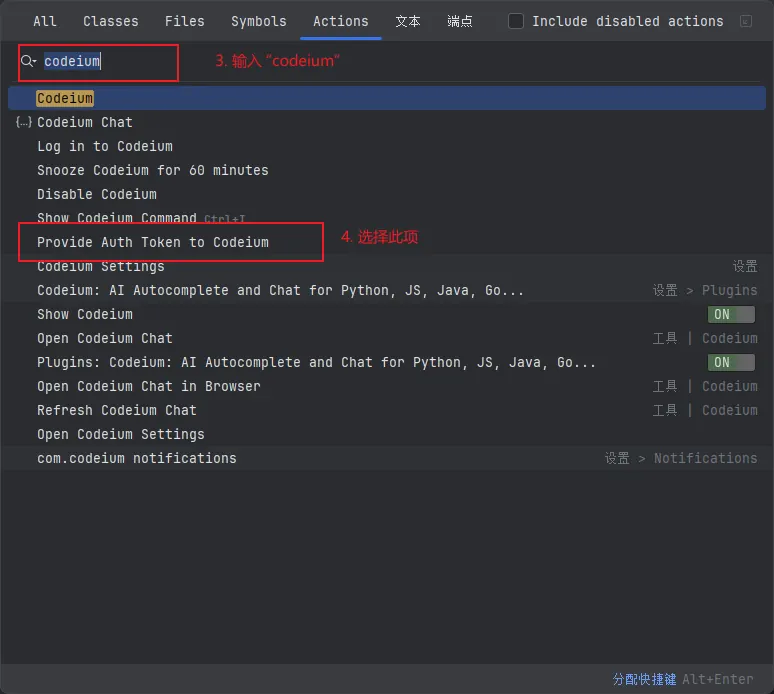 All Classes Files Symbols Actions 文本 端点 Include disabled actions
codeium 3. 输入 "codeium"
Codeium
{...} Codeium Chat
Log in to Codeium
Snooze Codeium for 60 minutes
Disable Codeium
Show Codeium Command Ctrl+I
Provide Auth Token to Codeium 4. 选择此项
Codeium Settings 设置
Codeium: AI Autocomplete and Chat for Python, JS, Java, Go... 设置 > Plugins
Show Codeium ON
Open Codeium Chat 工具 | Codeium
Plugins: Codeium: AI Autocomplete and Chat for Python, JS, Java, Go... ON
Open Codeium Chat in Browser 工具 | Codeium
Refresh Codeium Chat 工具 | Codeium
Open Codeium Settings
com.codeium notifications 设置 > Notifications
分配快捷键 Alt+Enter